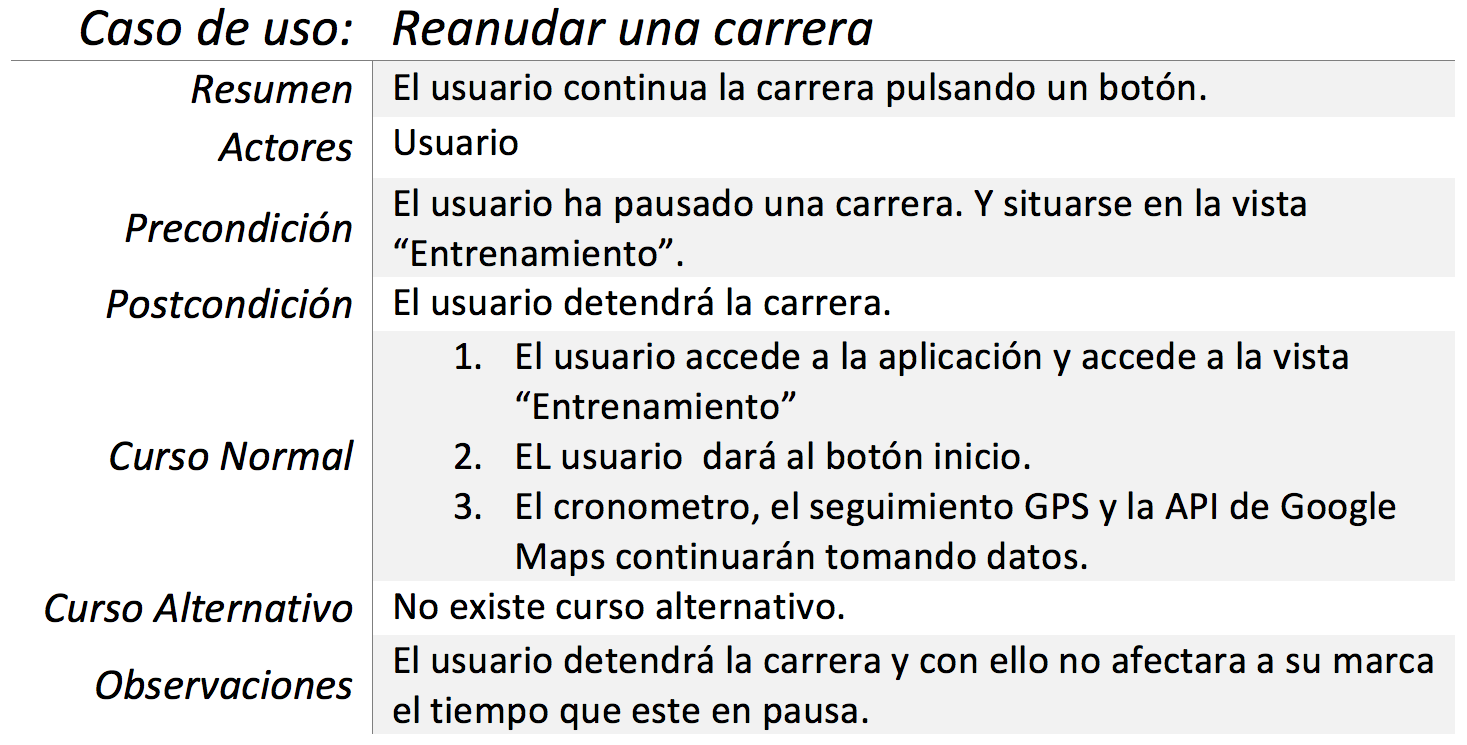 Caso de uso: Reanudar una carrera
Resumen El usuario continua la carrera pulsando un botón.
Actores Usuario
Precondición El usuario ha pausado una carrera. Y situarse en la vista
“Entrenamiento”.
Postcondición El usuario detendrá la carrera.
Curso Normal
1. El usuario accede a la aplicación y accede a la vista
“Entrenamiento”
2. EL usuario dará al botón inicio.
3. El cronometro, el seguimiento GPS y la API de Google
Maps continuarán tomando datos.
Curso Alternativo No existe curso alternativo.
Observaciones El usuario detendrá la carrera y con ello no afectara a su marca
el tiempo que este en pausa.